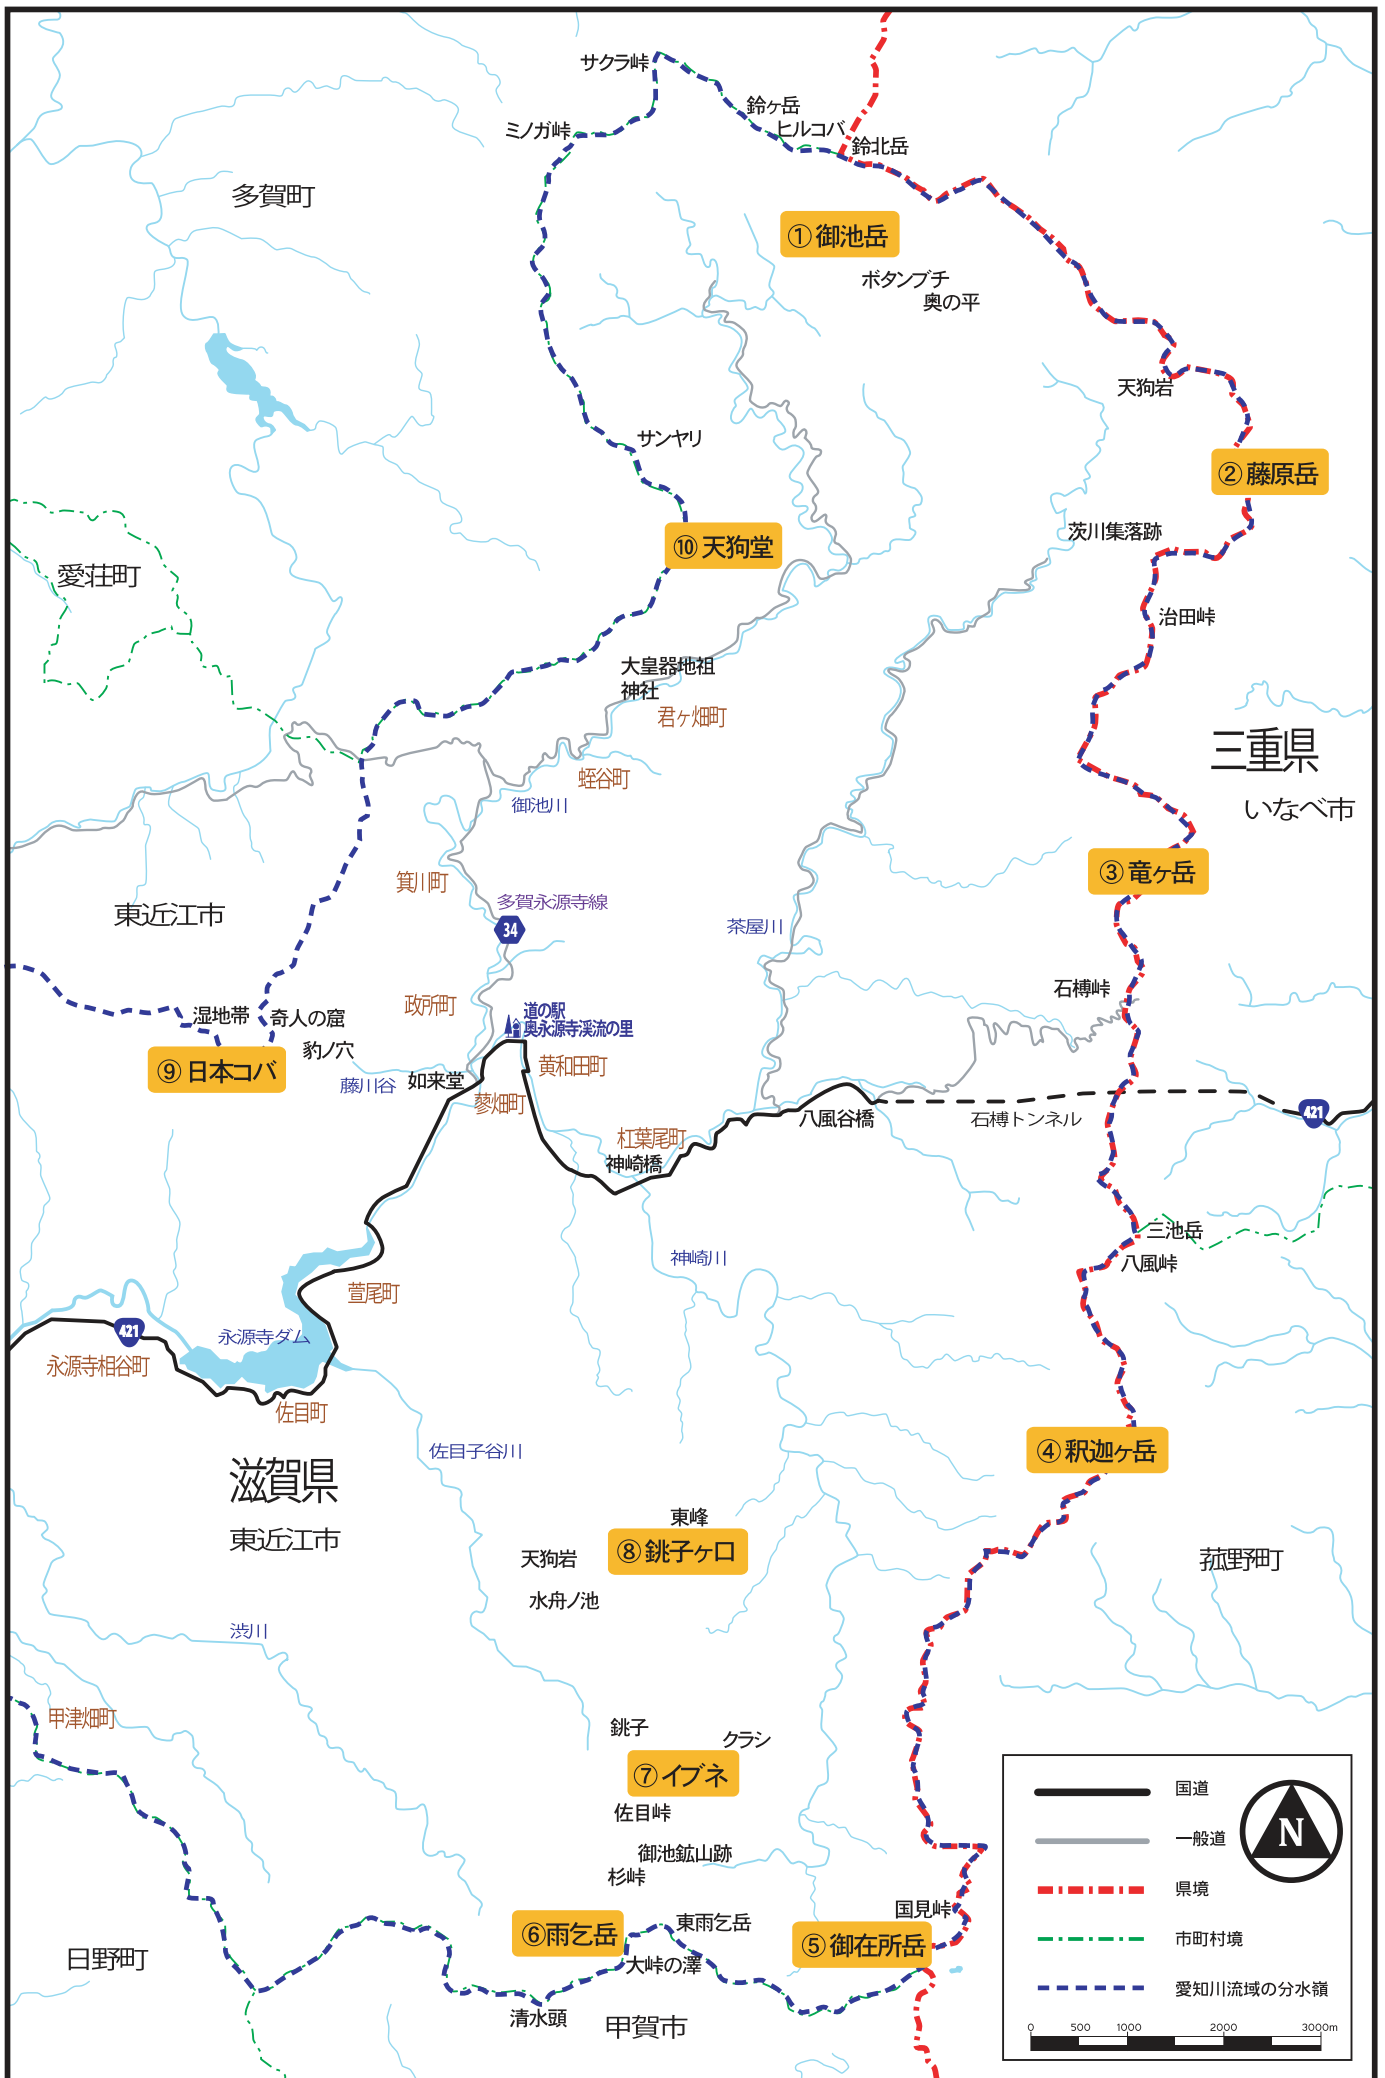 サクラ峠
鈴ヶ岳
ミノガ峠
ヒルコバ
鈴北岳
多賀町
①御池岳
ボタンブチ
奥の平
天狗岩
サンヤリ
②藤原岳
⑩天狗堂
茨川集落跡
愛荘町
治田峠
大皇器地祖
神社
君ヶ畑町
三重県
いなべ市
蛭谷町
御池川
③竜ヶ岳
箕川町
多賀永源寺線
東近江市
茶屋川
34
石榑峠
政所町
湿地帯
奇人の窟
道の駅
奥永源寺渓流の里
豹ノ穴
⑨日本コバ
黄和田町
藤川谷
如来堂
蓼畑町
八風谷橋
石榑トンネル
421
杠葉尾町
神崎橋
三池岳
八風峠
神崎川
萱尾町
421
永源寺ダム
永源寺相谷町
佐目町
佐目子谷川
④釈迦ヶ岳
滋賀県
東近江市
東峰
天狗岩
⑧銚子ヶ口
菰野町
水舟ノ池
渋川
甲津畑町
銚子
クラシ
⑦イブネ
佐目峠
御池鉱山跡
杉峠
国見峠
東雨乞岳
⑥雨乞岳
⑤御在所岳
日野町
大峠の澤
清水頭
甲賀市
国道
一般道
県境
市町村境
愛知川流域の分水嶺
N
0 500 1000 2000 3000m